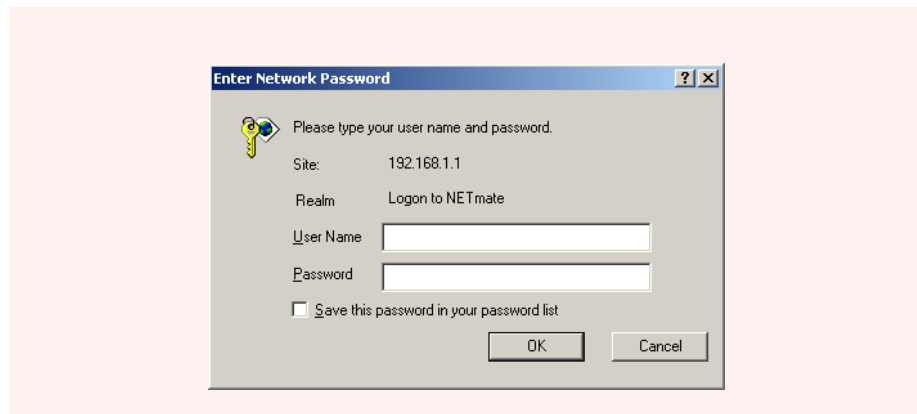 Enter Network Password
Please type your user name and password.
Site: 192.168.1.1
Realm Logon to NETmate
User Name
Password
Save this password in your password list
OK Cancel